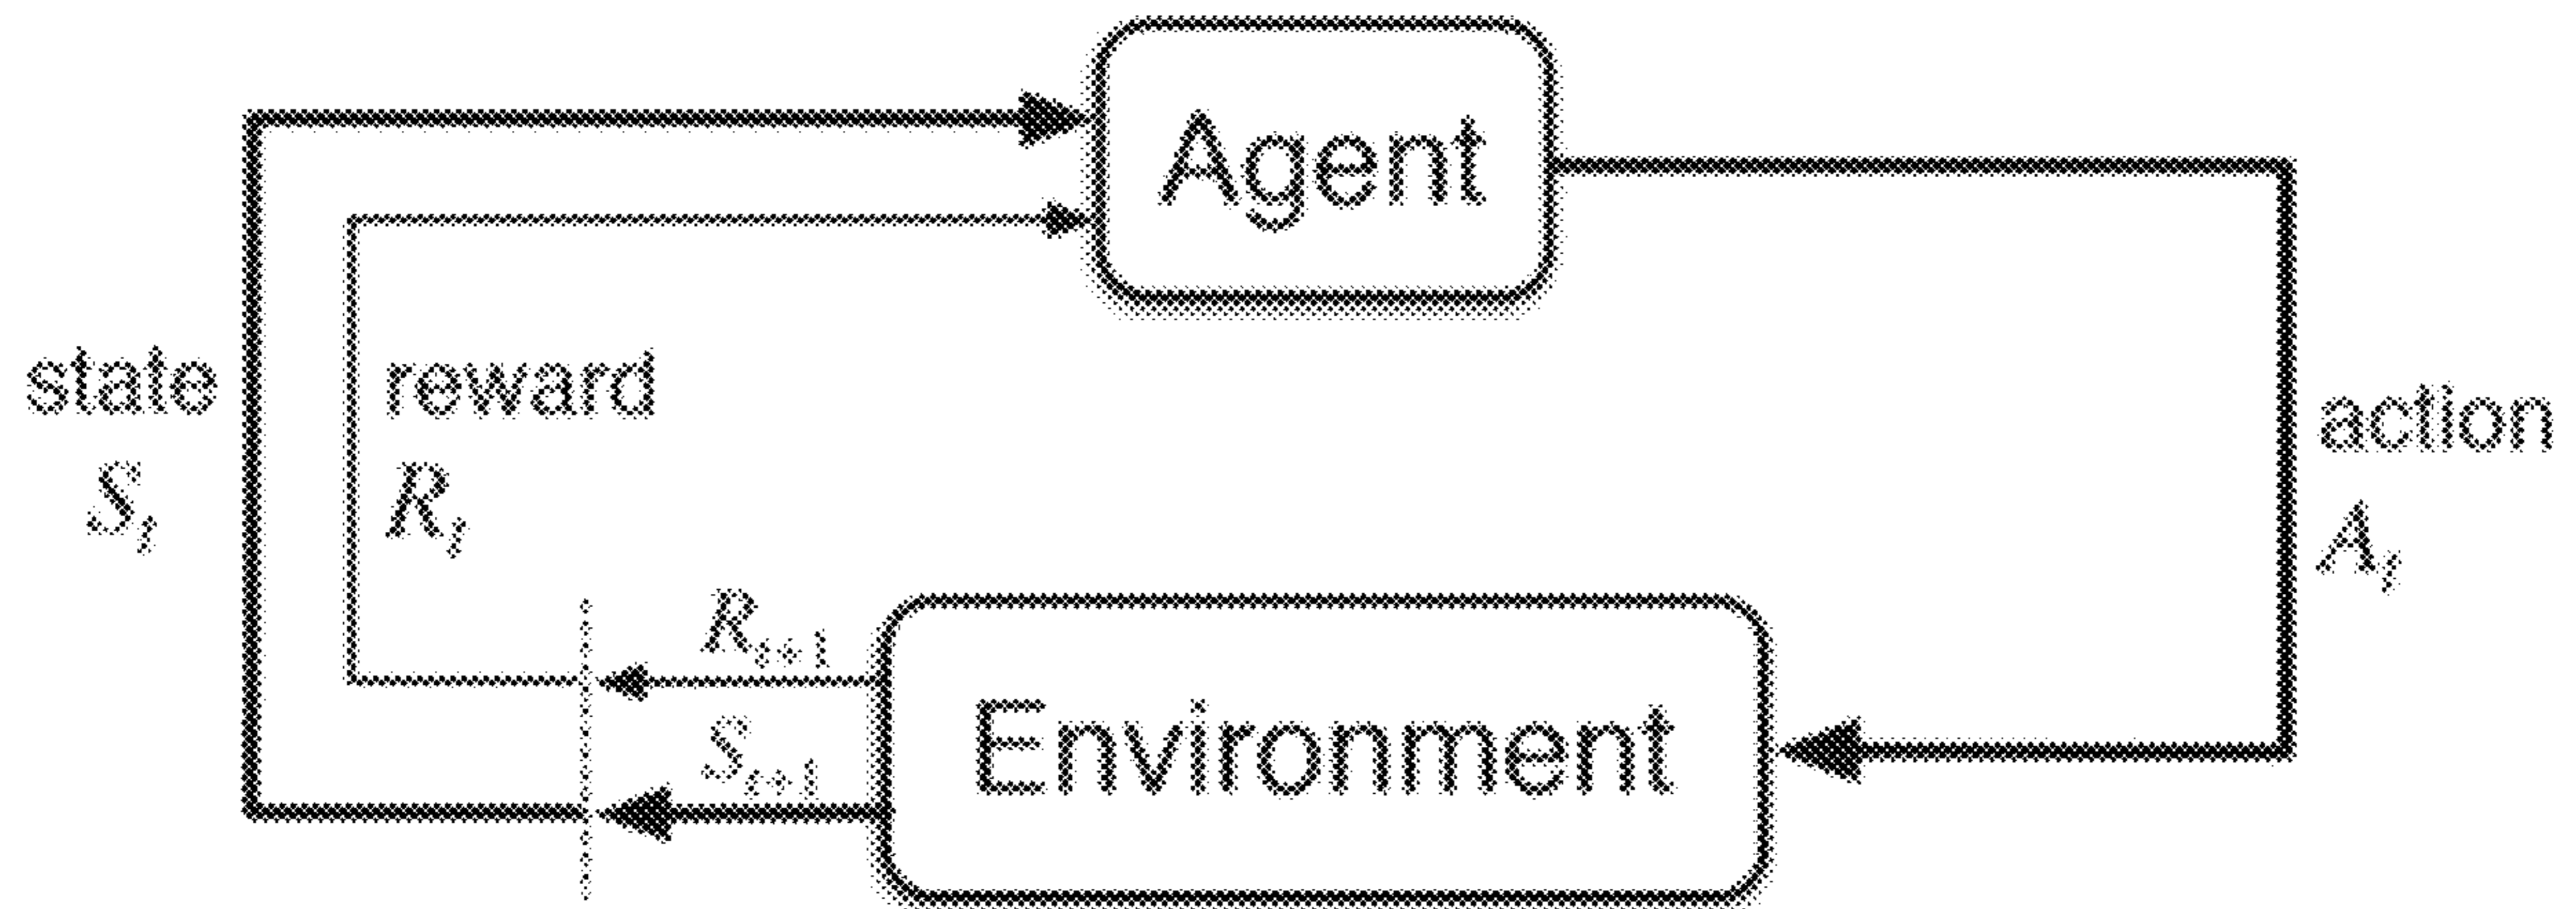 Agent
state
S_t
reward
R_t
action
A_t
R_{t+1}
S_{t+1}
Environment